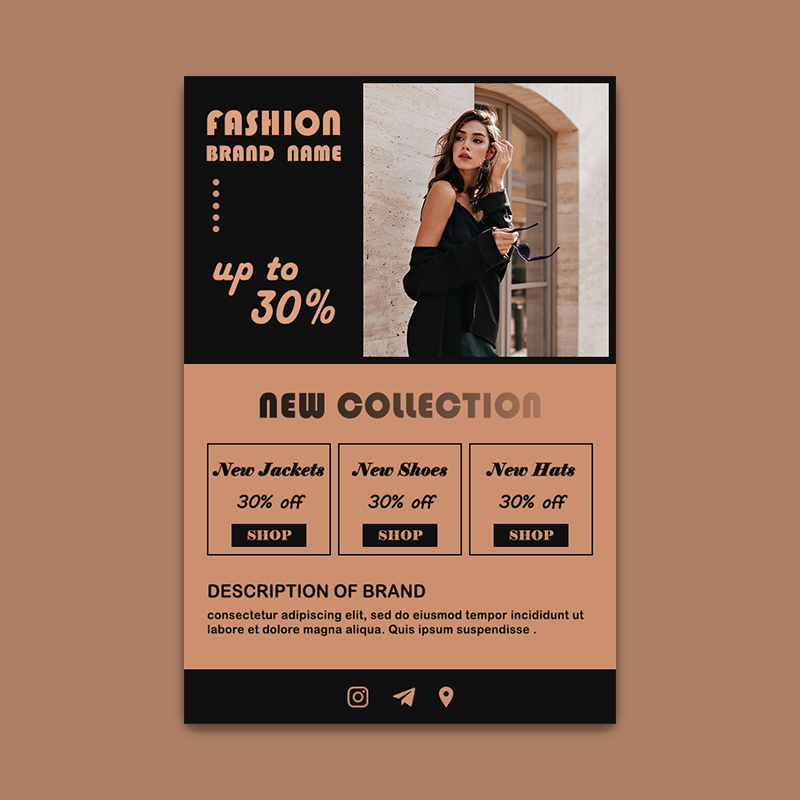 FASHION
BRAND NAME
up to
30%
NEW COLLECTION
New Jackets
30% off
SHOP
New Shoes
30% off
SHOP
New Hats
30% off
SHOP
DESCRIPTION OF BRAND
consectetur adipiscing elit, sed do eiusmod tempor incididunt ut
labore et dolore magna aliqua. Quis ipsum suspendisse .